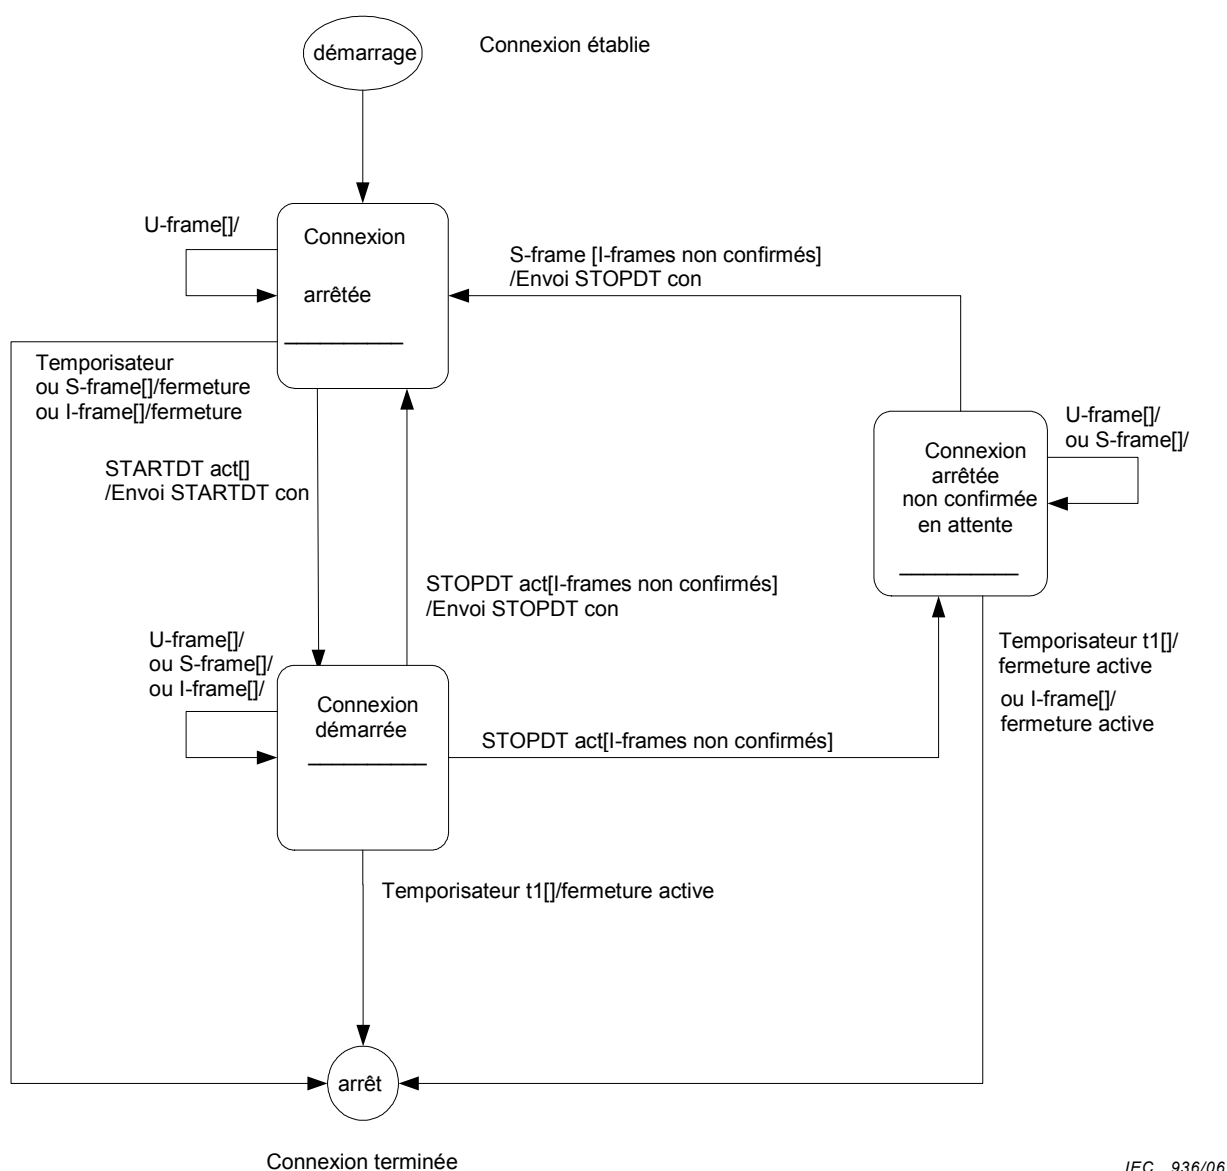 démarrage
Connexion établie
U-frame[]/
Connexion
arrêtée
S-frame [I-frames non confirmés]
/Envoi STOPDT con
Temporisateur
ou S-frame[]/fermeture
ou I-frame[]/fermeture
U-frame[]/
ou S-frame[]/
Connexion
arrêtée
non confirmée
en attente
STARTDT act[]
/Envoi STARTDT con
STOPDT act[I-frames non confirmés]
/Envoi STOPDT con
U-frame[]/
ou S-frame[]/
ou I-frame[]/
Temporisateur t1[]/
fermeture active
ou I-frame[]/
fermeture active
Connexion
démarrée
STOPDT act[I-frames non confirmés]
Temporisateur t1[]/fermeture active
arrêt
Connexion terminée
IEC 936/06